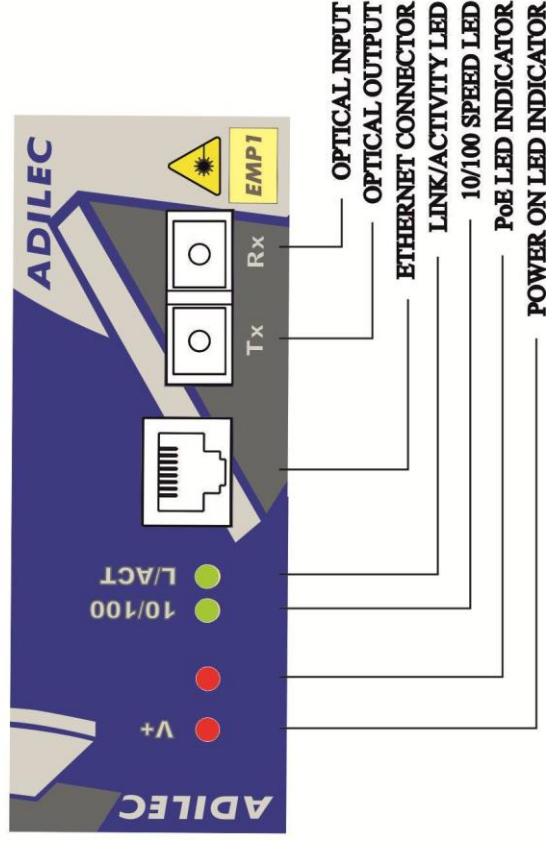 ADILEC
EMP1
Rx
Tx
L/ACT
10/100
V+
ADILEC
OPTICAL INPUT
OPTICAL OUTPUT
ETHERNET CONNECTOR
LINK/ACTIVITY LED
10/100 SPEED LED
PoE LED INDICATOR
POWER ON LED INDICATOR